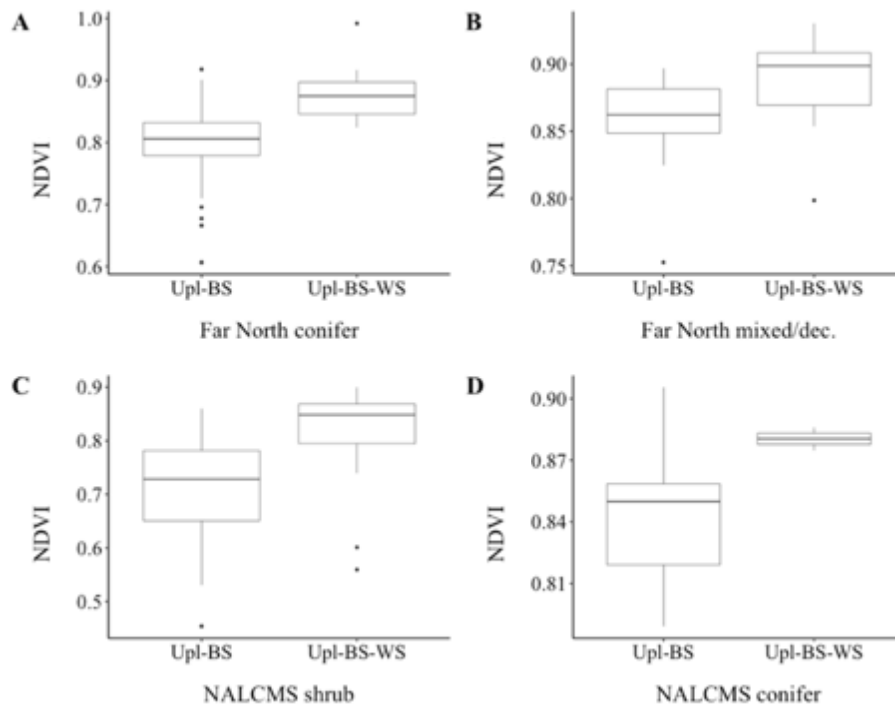 A
NDVI
1.0
0.9
0.8
0.7
0.6
Upl-BS Upl-BS-WS
Far North conifer
B
NDVI
0.90
0.85
0.80
0.75
Upl-BS Upl-BS-WS
Far North mixed/dec.
C
NDVI
0.9
0.8
0.7
0.6
0.5
Upl-BS Upl-BS-WS
NALCMS shrub
D
NDVI
0.90
0.87
0.84
0.81
Upl-BS Upl-BS-WS
NALCMS conifer